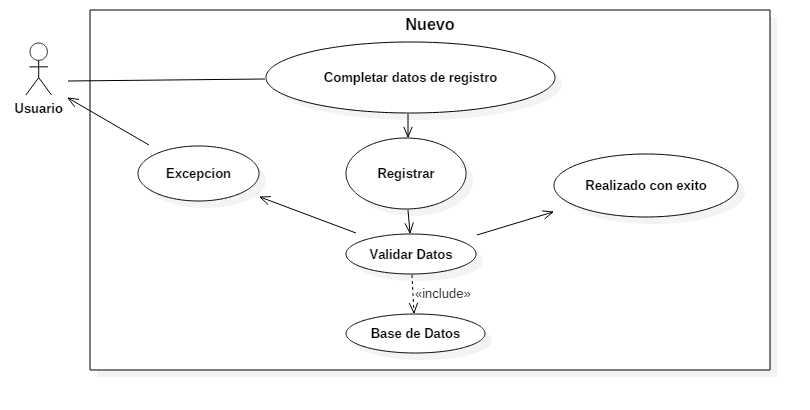 Nuevo
Completar datos de registro
Usuario
Excepcion
Registrar
Realizado con exito
Validar Datos
«include»
Base de Datos